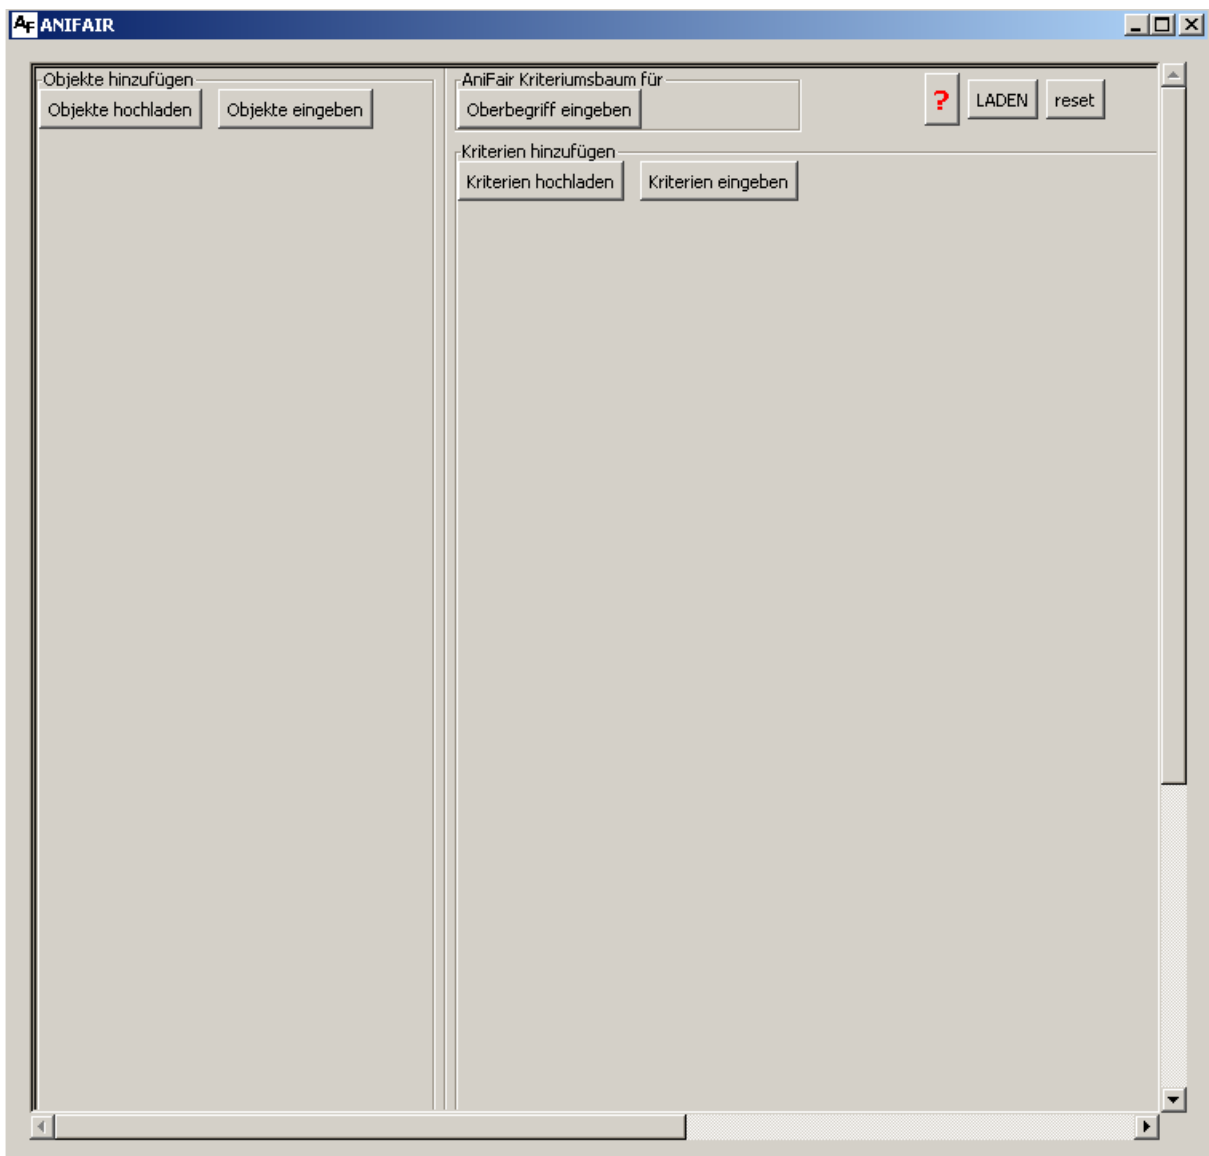 AF ANIFAIR
Objekte hinzufügen
Objekte hochladen Objekte eingeben
AniFair Kriteriumsbaum für
Oberbegriff eingeben
? LADEN reset
Kriterien hinzufügen
Kriterien hochladen Kriterien eingeben